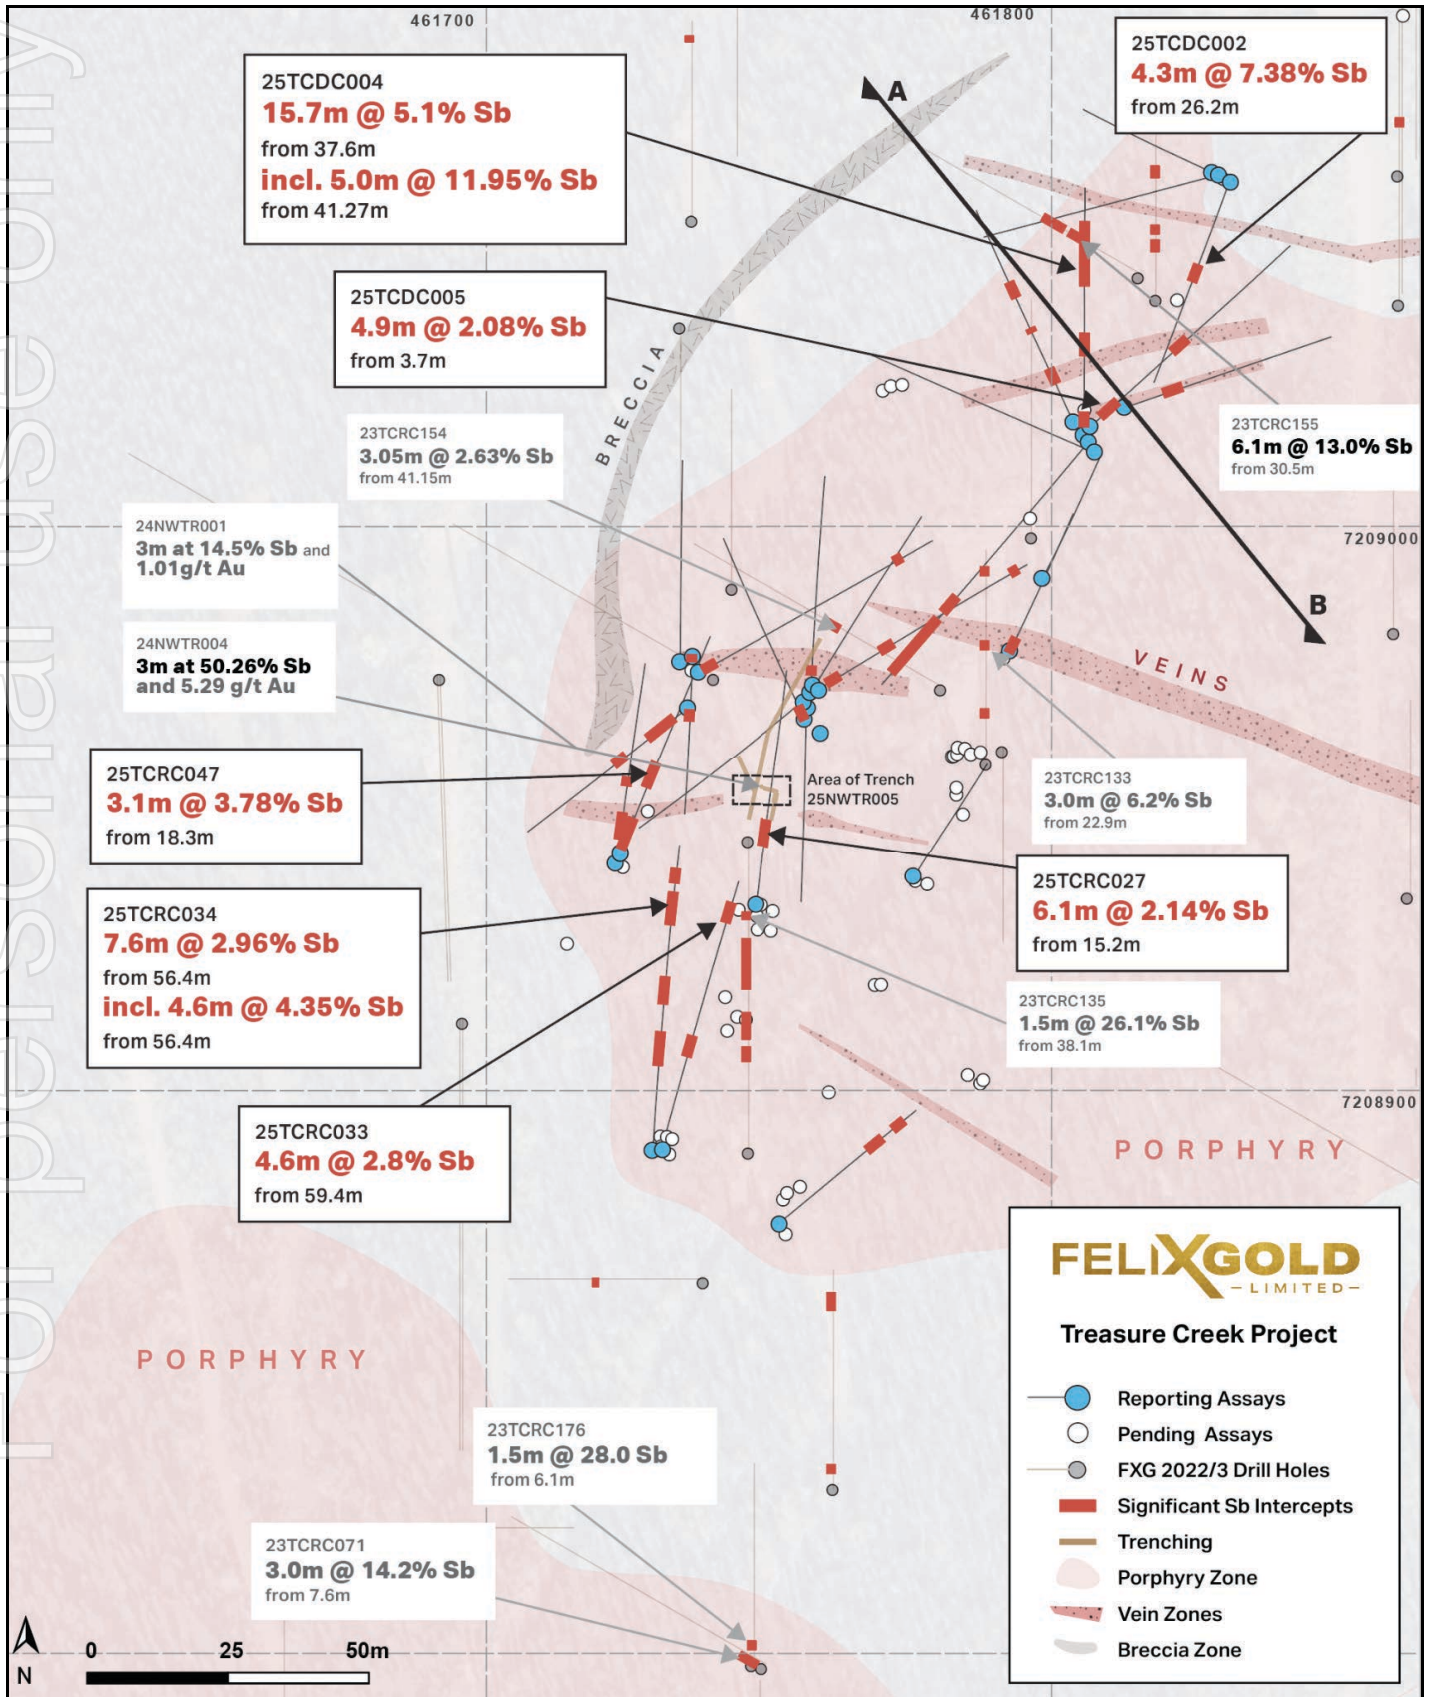 For personal use only
461700
461800
25TCDC004
15.7m @ 5.1% Sb
from 37.6m
incl. 5.0m @ 11.95% Sb
from 41.27m
25TCDC002
4.3m @ 7.38% Sb
from 26.2m
A
25TCDC005
4.9m @ 2.08% Sb
from 3.7m
BRECCIA
23TCRC154
3.05m @ 2.63% Sb
from 41.15m
23TCRC155
6.1m @ 13.0% Sb
from 30.5m
24NWTR001
3m at 14.5% Sb and
1.01g/t Au
7209000
B
24NWTR004
3m at 50.26% Sb
and 5.29 g/t Au
VEINS
25TCRC047
3.1m @ 3.78% Sb
from 18.3m
Area of Trench
25NWTR005
23TCRC133
3.0m @ 6.2% Sb
from 22.9m
25TCRC027
6.1m @ 2.14% Sb
from 15.2m
25TCRC034
7.6m @ 2.96% Sb
from 56.4m
incl. 4.6m @ 4.35% Sb
from 56.4m
23TCRC135
1.5m @ 26.1% Sb
from 38.1m
7208900
25TCRC033
4.6m @ 2.8% Sb
from 59.4m
PORPHYRY
PORPHYRY
23TCRC176
1.5m @ 28.0 Sb
from 6.1m
23TCRC071
3.0m @ 14.2% Sb
from 7.6m
0 25 50m
N
FELIXGOLD
LIMITED
Treasure Creek Project
Reporting Assays
Pending Assays
FXG 2022/3 Drill Holes
Significant Sb Intercepts
Trenching
Porphyry Zone
Vein Zones
Breccia Zone